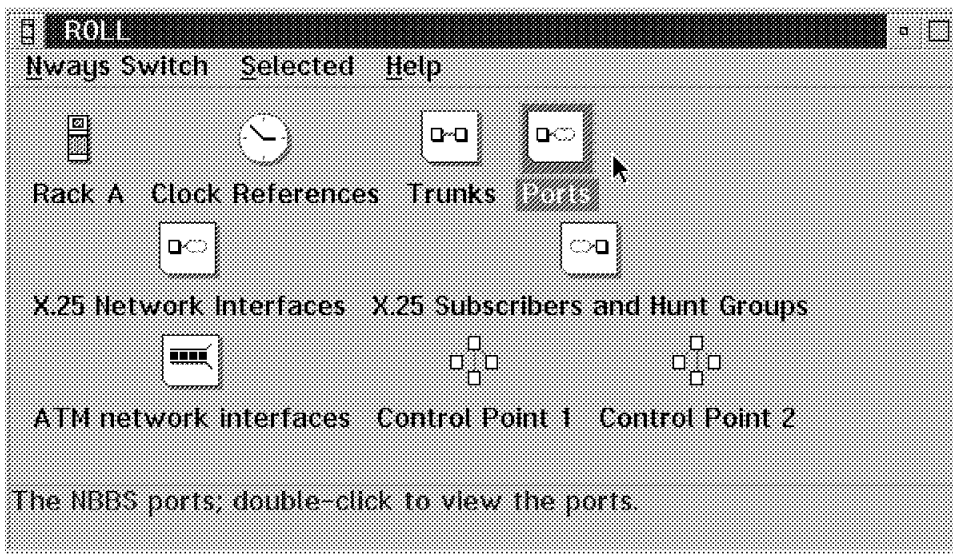 ROLL
Nways Switch Selected Help
Rack A Clock References Trunks Ports
X.25 Network Interfaces X.25 Subscribers and Hunt Groups
ATM network interfaces Control Point 1 Control Point 2
The NBBS ports; double-click to view the ports.